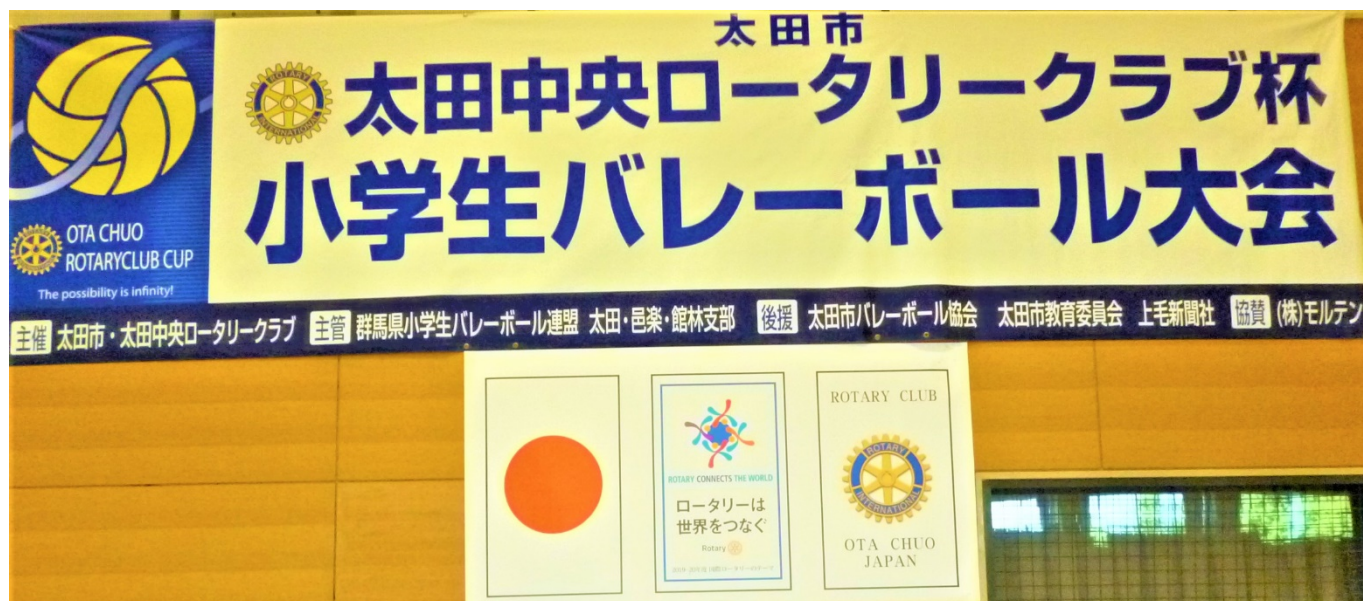 太田市
太田中央ロータリークラブ杯
小学生バレーボール大会
ROTARY
INTERNATIONAL
OTA CHUO
ROTARYCLUB CUP
The possibility is infinity!
主催 太田市・太田中央ロータリークラブ 主管 群馬県小学生バレーボール連盟 太田・邑楽・館林支部 後援 太田市バレーボール協会 太田市教育委員会 上毛新聞社 協賛 (株)モルテン
ROTARY CONNECTS THE WORLD
ロータリーは
世界をつなぐ
Rotary
ROTARY CLUB
ROTARY
INTERNATIONAL
OTA CHUO
JAPAN